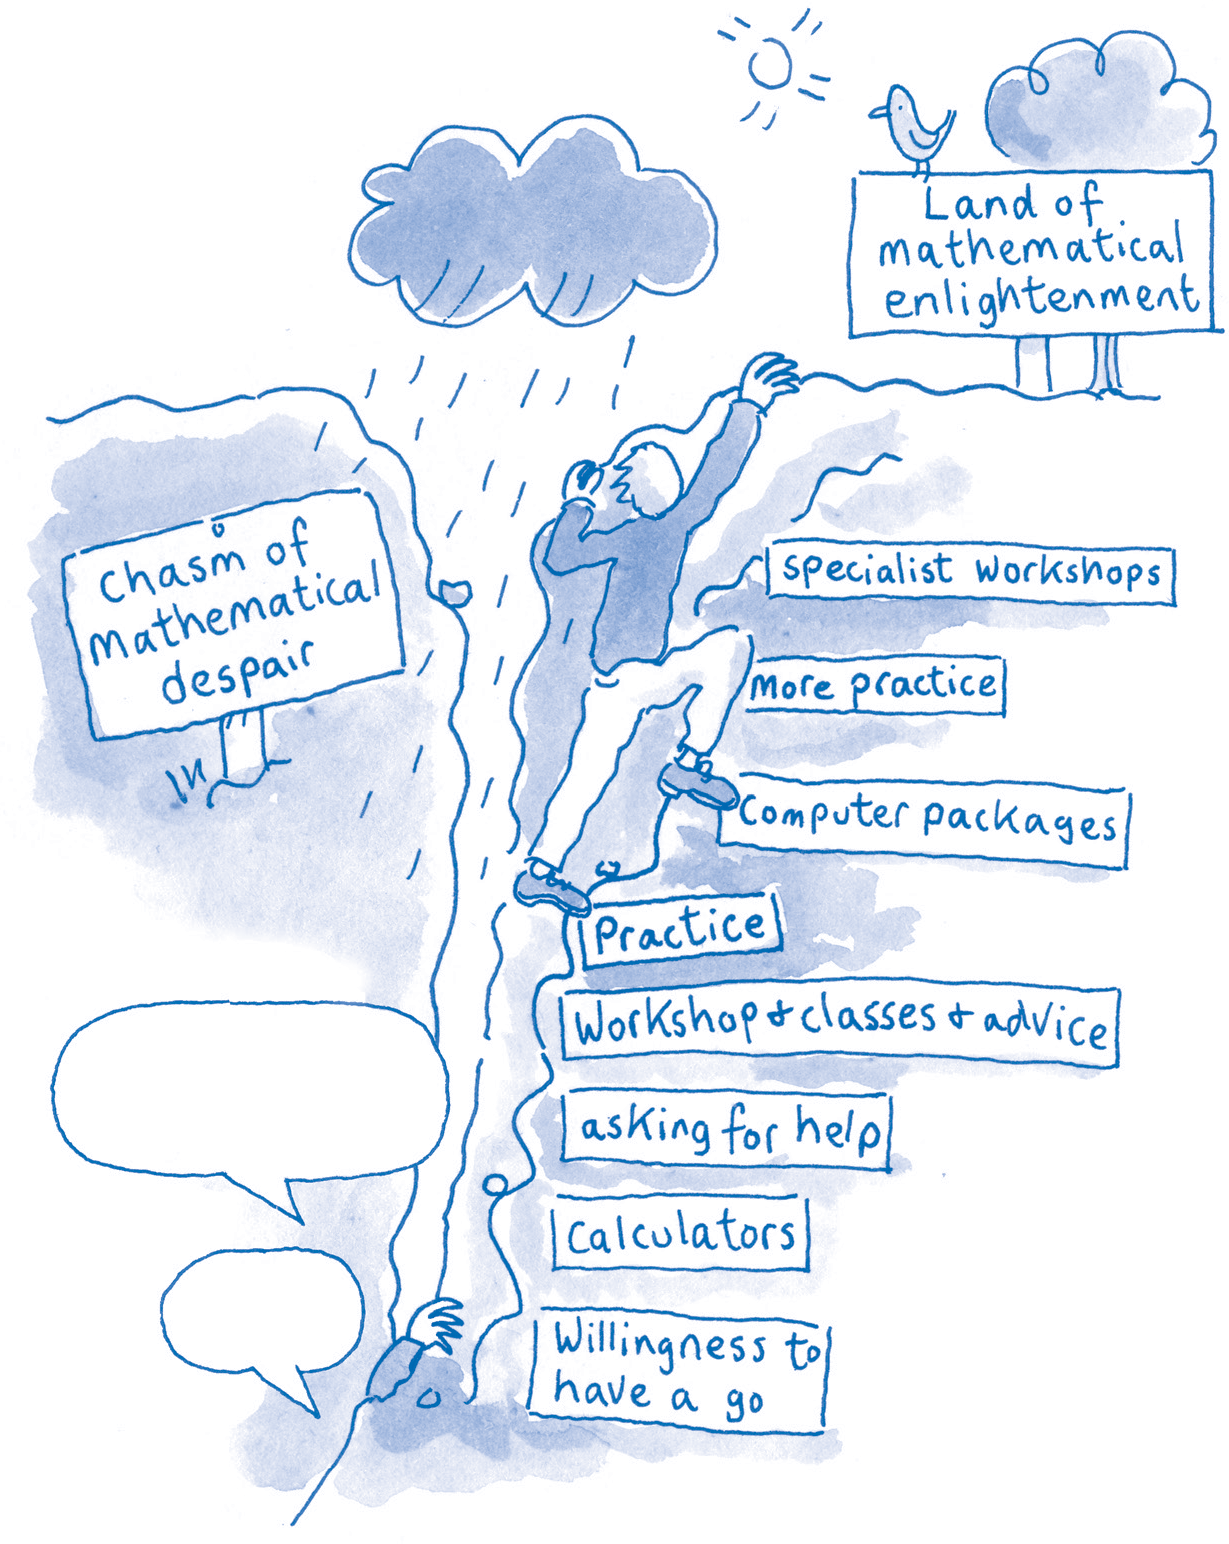 Land of
mathematical
enlightenment
Chasm of
mathematical
despair
specialist workshops
more practice
Computer packages
Practice
Workshop + classes + advice
asking for help
Calculators
Willingness to
have a go